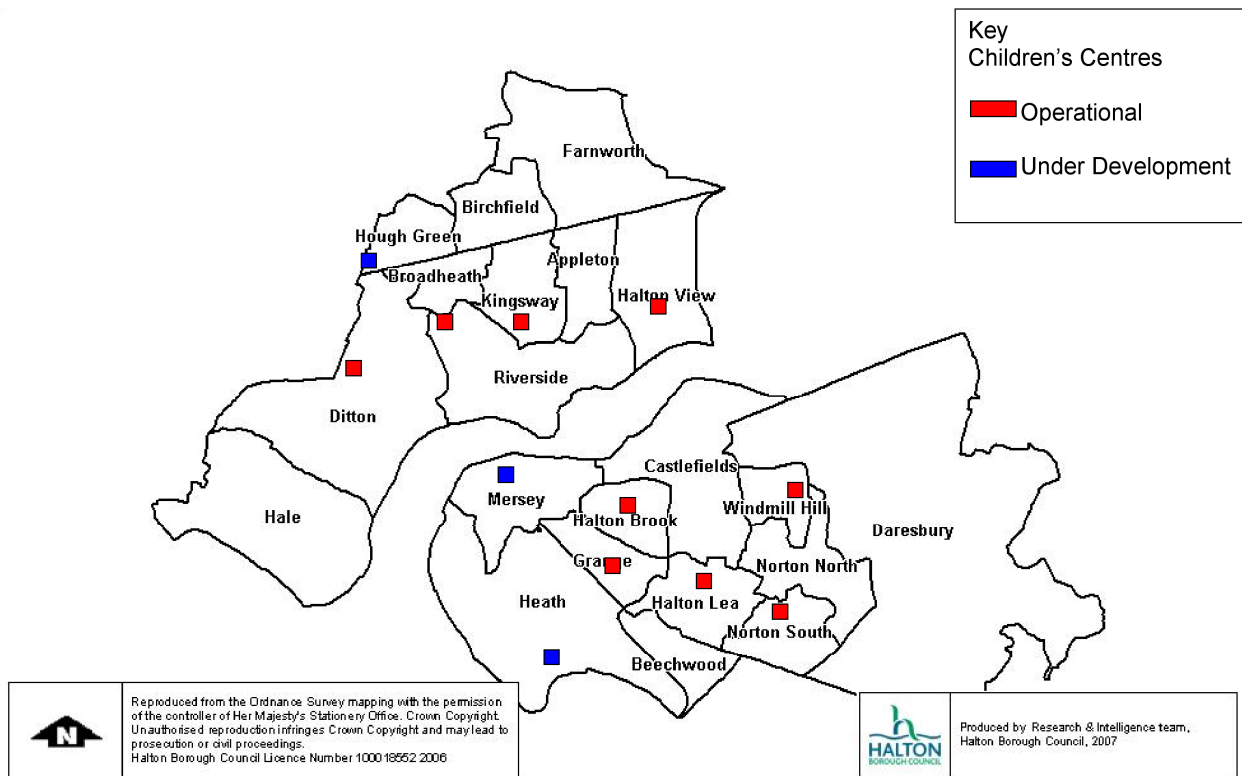 Key
Children's Centres
Operational
Under Development
Farnworth
Birchfield
Hough Green
Appleton
Broadheath
Halton View
Kingsway
Riverside
Ditton
Castlefields
Mersey
Windmill Hill
Hale
Halton Brook
Daresbury
Grange
Norton North
Heath
Halton Lea
Norton South
Beechwood
N
Reproduced from the Ordnance Survey mapping with the permission
of the controller of Her Majesty's Stationery Office. Crown Copyright.
Unauthorised reproduction infringes Crown Copyright and may lead to
prosecution or civil proceedings.
Halton Borough Council Licence Number 100018552 2006
HALTON
BOROUGH COUNCIL
Produced by Research & Intelligence team,
Halton Borough Council, 2007